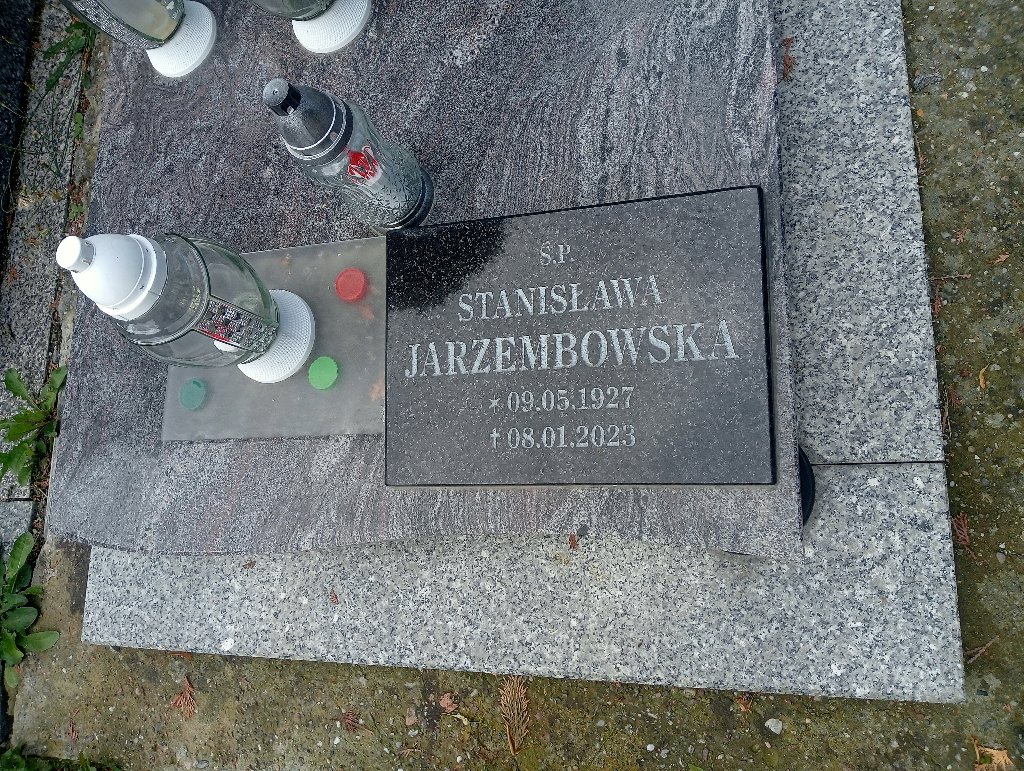 Ś.P.
STANISŁAWA
JARZEMBOWSKA
* 09.05.1927
† 08.01.2023